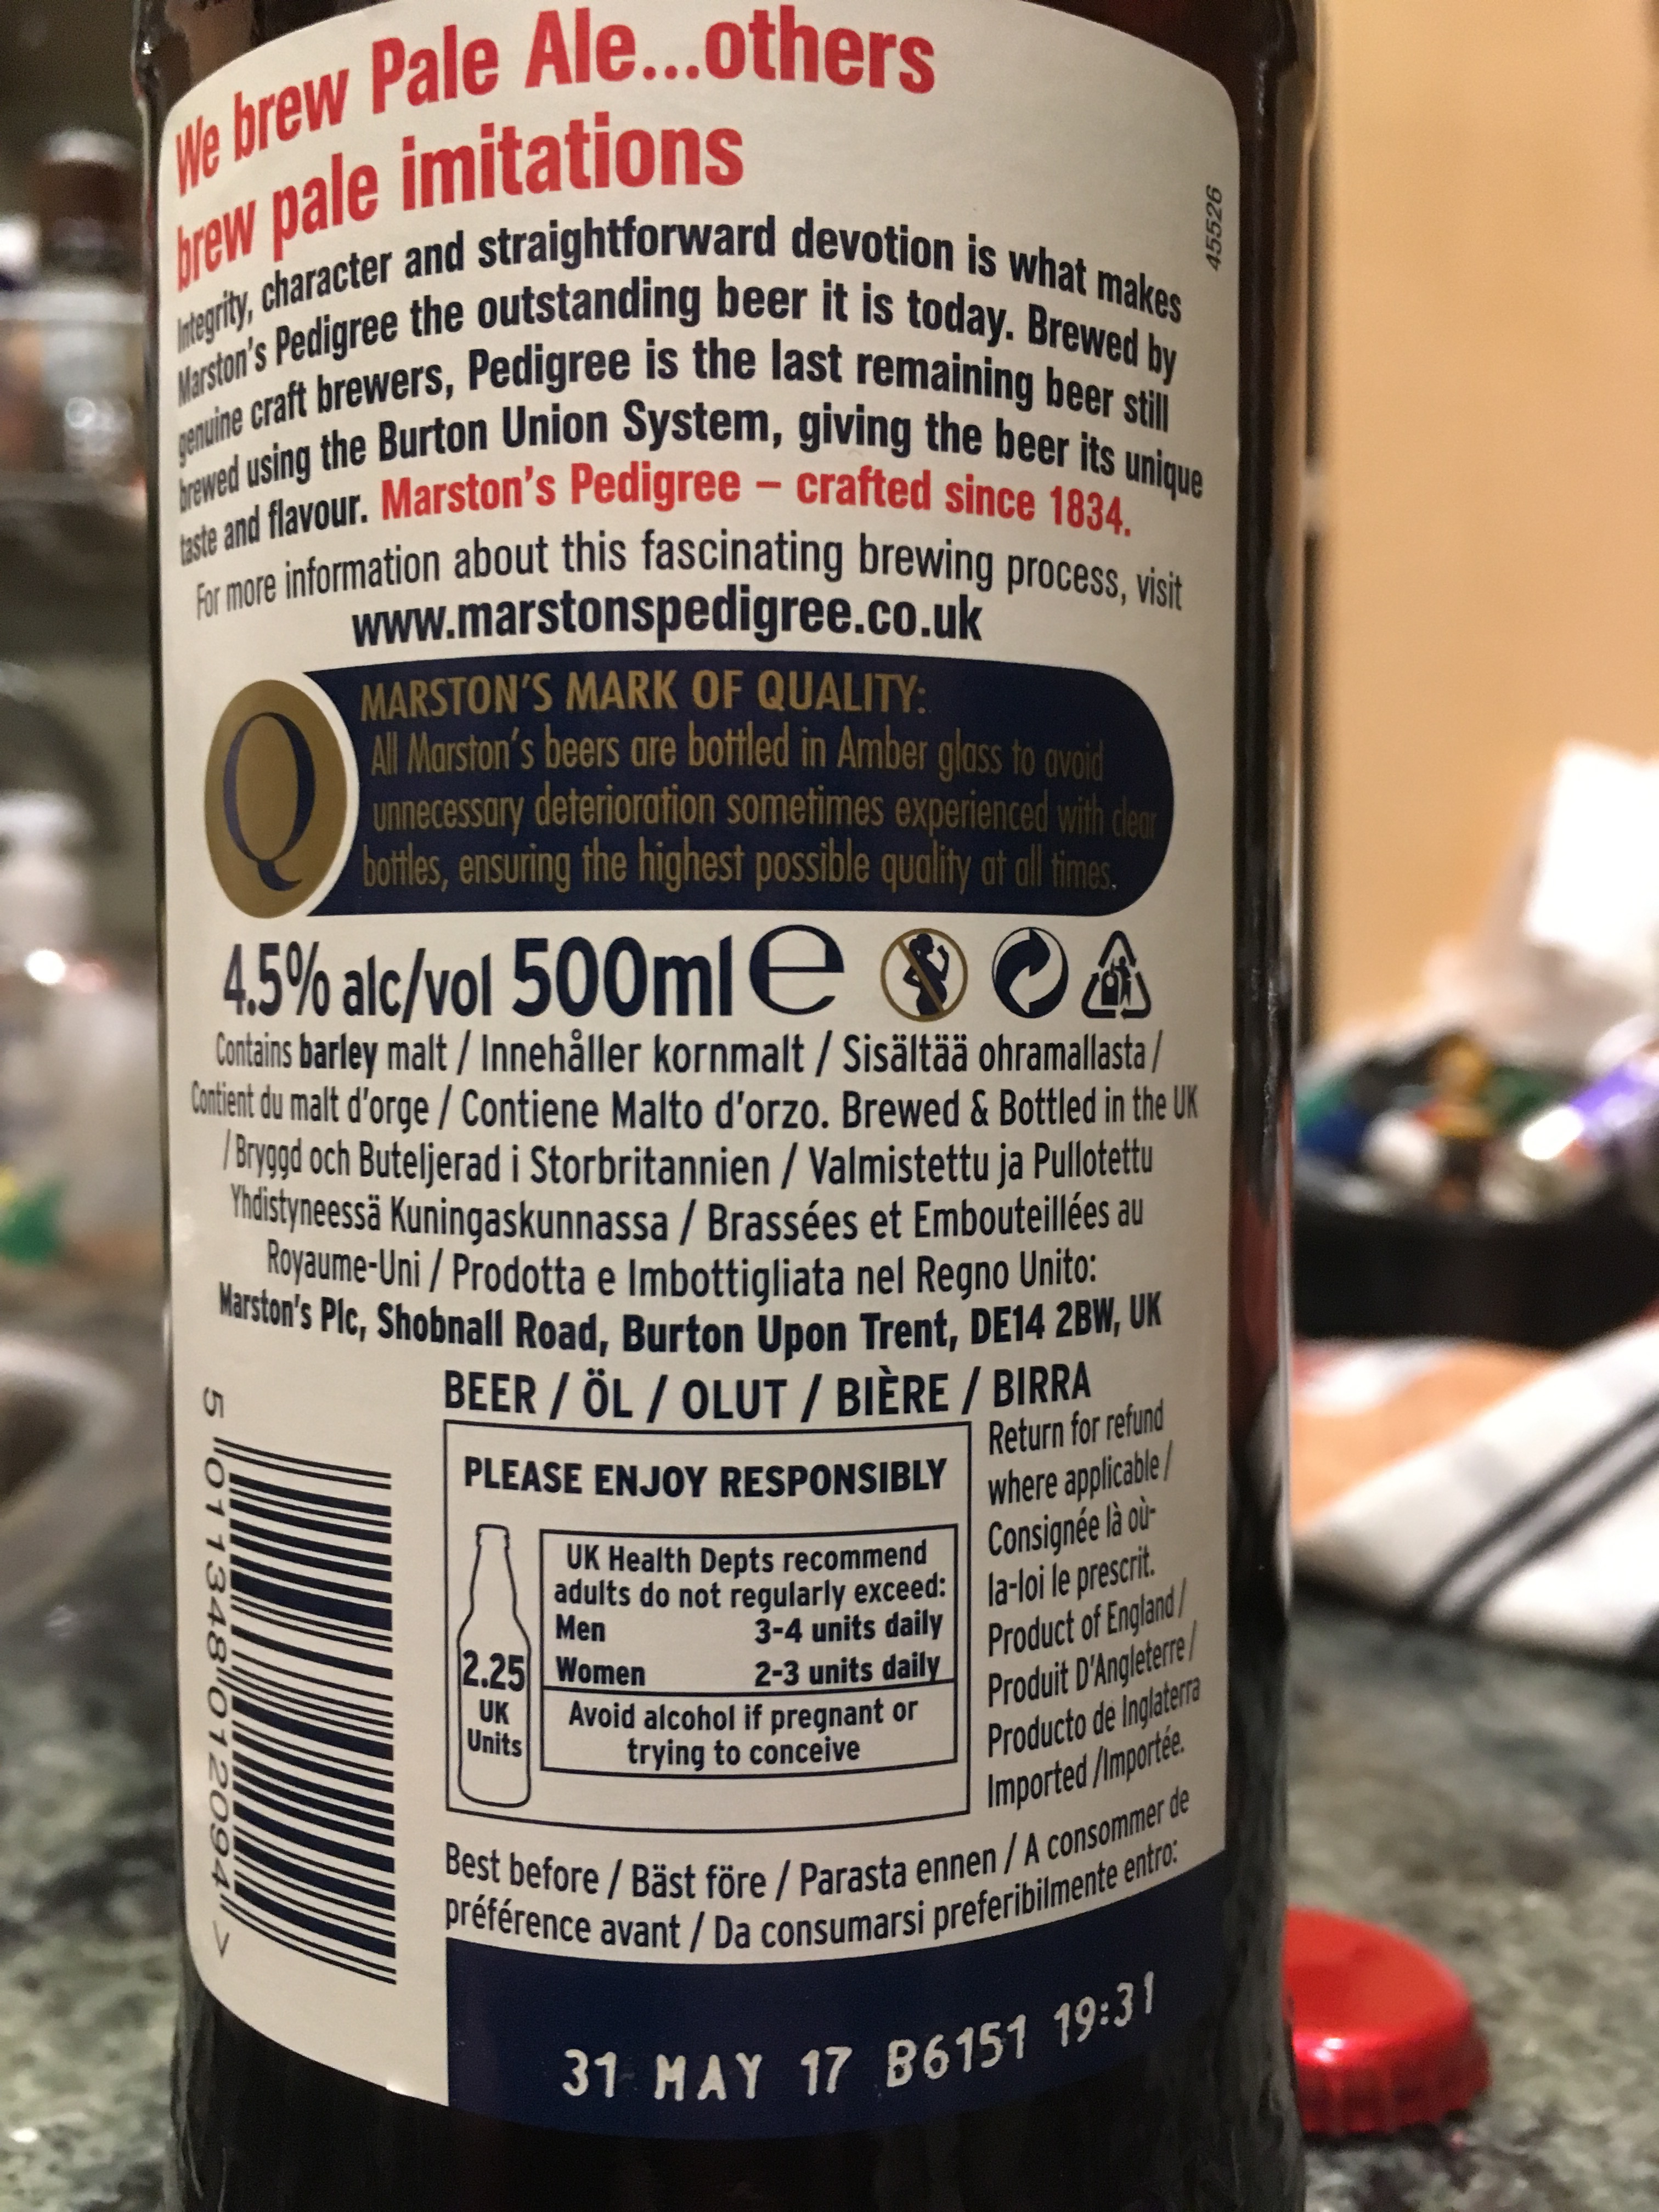 We brew Pale Ale...others
brew pale imitations
45526
Integrity, character and straightforward devotion is what makes
Marston's Pedigree the outstanding beer it is today. Brewed by
genuine craft brewers, Pedigree is the last remaining beer still
brewed using the Burton Union System, giving the beer its unique
taste and flavour. Marston's Pedigree – crafted since 1834.
For more information about this fascinating brewing process, visit
www.marstonspedigree.co.uk
Q
MARSTON'S MARK OF QUALITY:
All Marston's beers are bottled in Amber glass to avoid
unnecessary deterioration sometimes experienced with clear
bottles, ensuring the highest possible quality at all times.
4.5% alc/vol 500ml e
Contains barley malt / Innehåller kornmalt / Sisältää ohramallasta /
Contient du malt d'orge / Contiene Malto d'orzo. Brewed & Bottled in the UK
/ Bryggd och Buteljerad i Storbritannien / Valmistettu ja Pullotettu
Yhdistyneessä Kuningaskunnassa / Brassées et Embouteillées au
Royaume-Uni / Prodotta e Imbottigliata nel Regno Unito:
Marston's Plc, Shobnall Road, Burton Upon Trent, DE14 2BW, UK
BEER / ÖL / OLUT / BIÈRE / BIRRA
PLEASE ENJOY RESPONSIBLY
2.25
UK
Units
UK Health Depts recommend
adults do not regularly exceed:
Men 3-4 units daily
Women 2-3 units daily
Avoid alcohol if pregnant or
trying to conceive
Return for refund
where applicable /
Consignée là où-
la-loi le prescrit.
Product of England /
Produit D'Angleterre /
Producto de Inglaterra
Imported /Importée.
5 011348 012094 >
Best before / Bäst före / Parasta ennen / A consommer de
préférence avant / Da consumarsi preferibilmente entro:
31 MAY 17 B6151 19:31